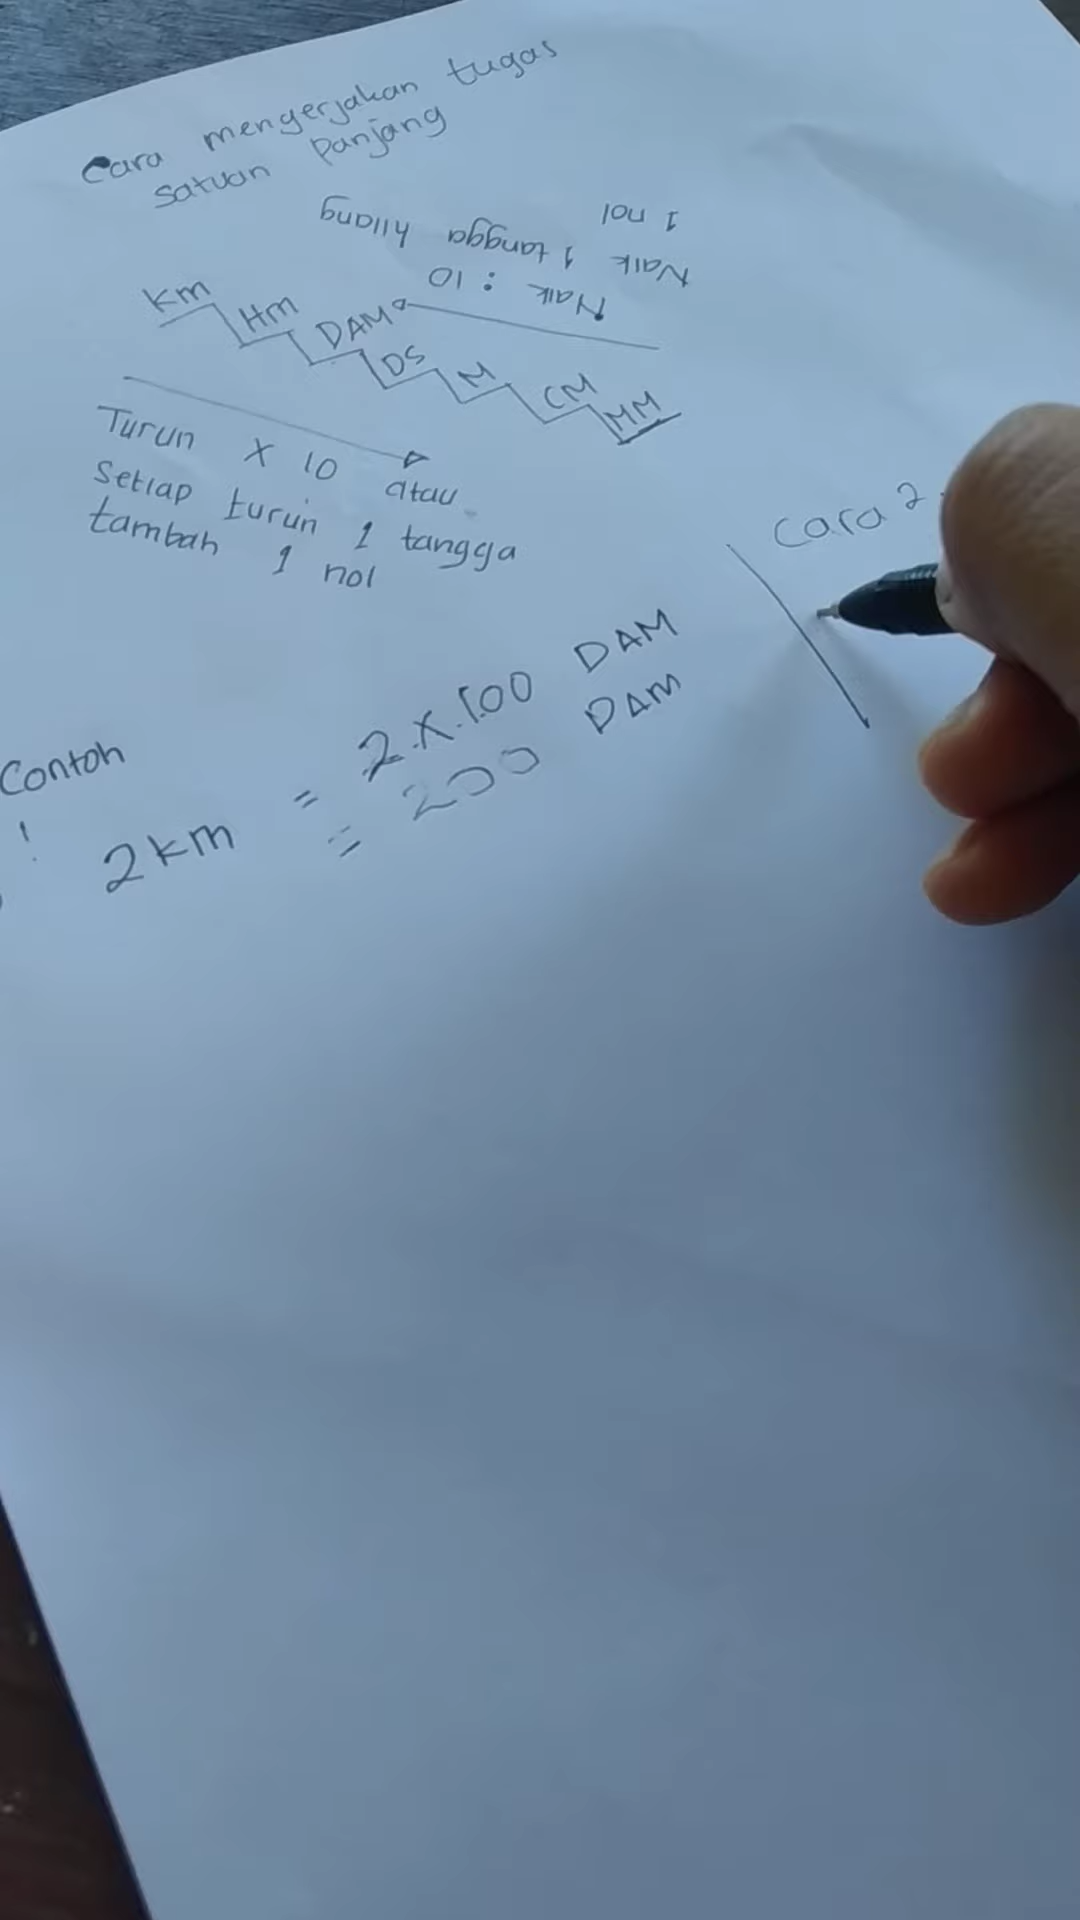 Cara mengerjakan tugas
satuan panjang
Naik : 10
Naik 1 tangga hilang
1 nol
Km
Hm
DAM
DS
M
CM
MM
Turun X 10 atau
Setiap turun 1 tangga
tambah 1 nol
Cara 2
Contoh
!
2 km = 2 X 100 DAM
= 200 DAM